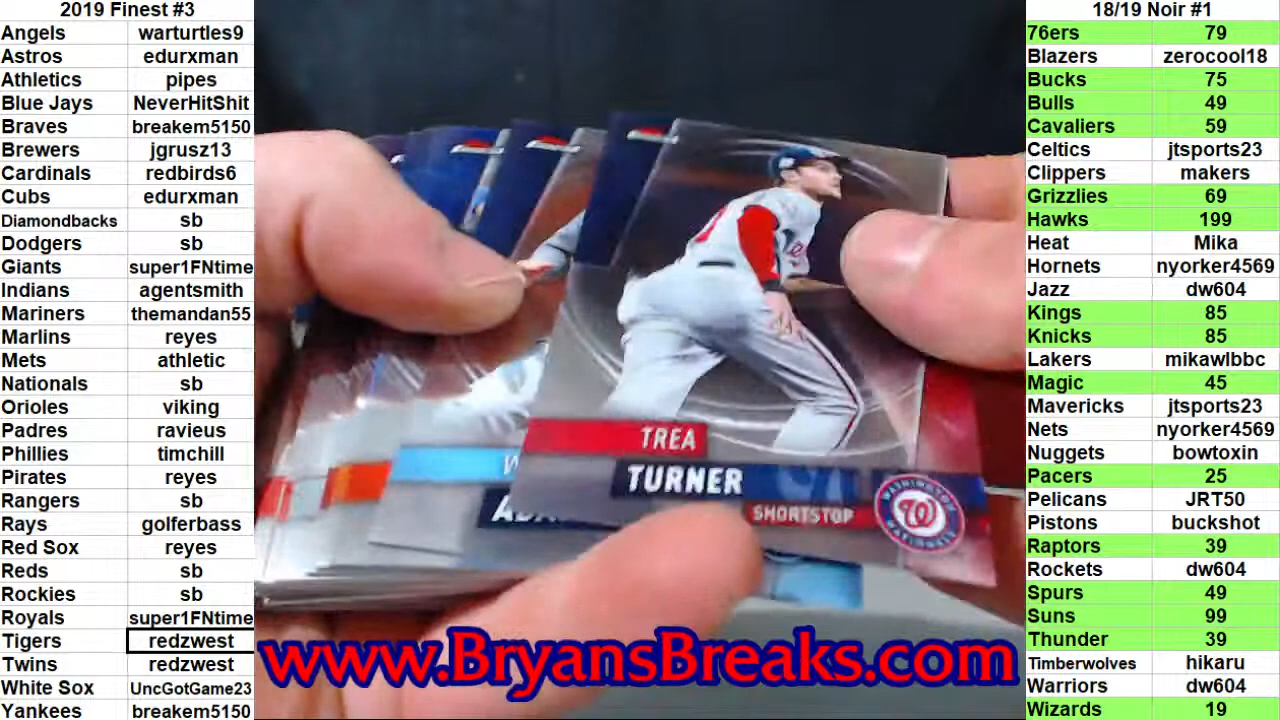 2019 Finest #3
Angels warturtles9
Astros edurxman
Athletics pipes
Blue Jays NeverHitShit
Braves breakem5150
Brewers jgrusz13
Cardinals redbirds6
Cubs edurxman
Diamondbacks sb
Dodgers sb
Giants super1FNtime
Indians agentsmith
Mariners themandan55
Marlins reyes
Mets athletic
Nationals sb
Orioles viking
Padres ravieus
Phillies timchill
Pirates reyes
Rangers sb
Rays golferbass
Red Sox reyes
Reds sb
Rockies sb
Royals super1FNtime
Tigers redzwest
Twins redzwest
White Sox UncGotGame23
Yankees breakem5150
TREA
TURNER
SHORTSTOP
WASHINGTON
W
NATIONALS
www.BryansBreaks.com
18/19 Noir #1
76ers 79
Blazers zerocool18
Bucks 75
Bulls 49
Cavaliers 59
Celtics jtsports23
Clippers makers
Grizzlies 69
Hawks 199
Heat Mika
Hornets nyorker4569
Jazz dw604
Kings 85
Knicks 85
Lakers mikawlbbc
Magic 45
Mavericks jtsports23
Nets nyorker4569
Nuggets bowtoxin
Pacers 25
Pelicans JRT50
Pistons buckshot
Raptors 39
Rockets dw604
Spurs 49
Suns 99
Thunder 39
Timberwolves hikaru
Warriors dw604
Wizards 19